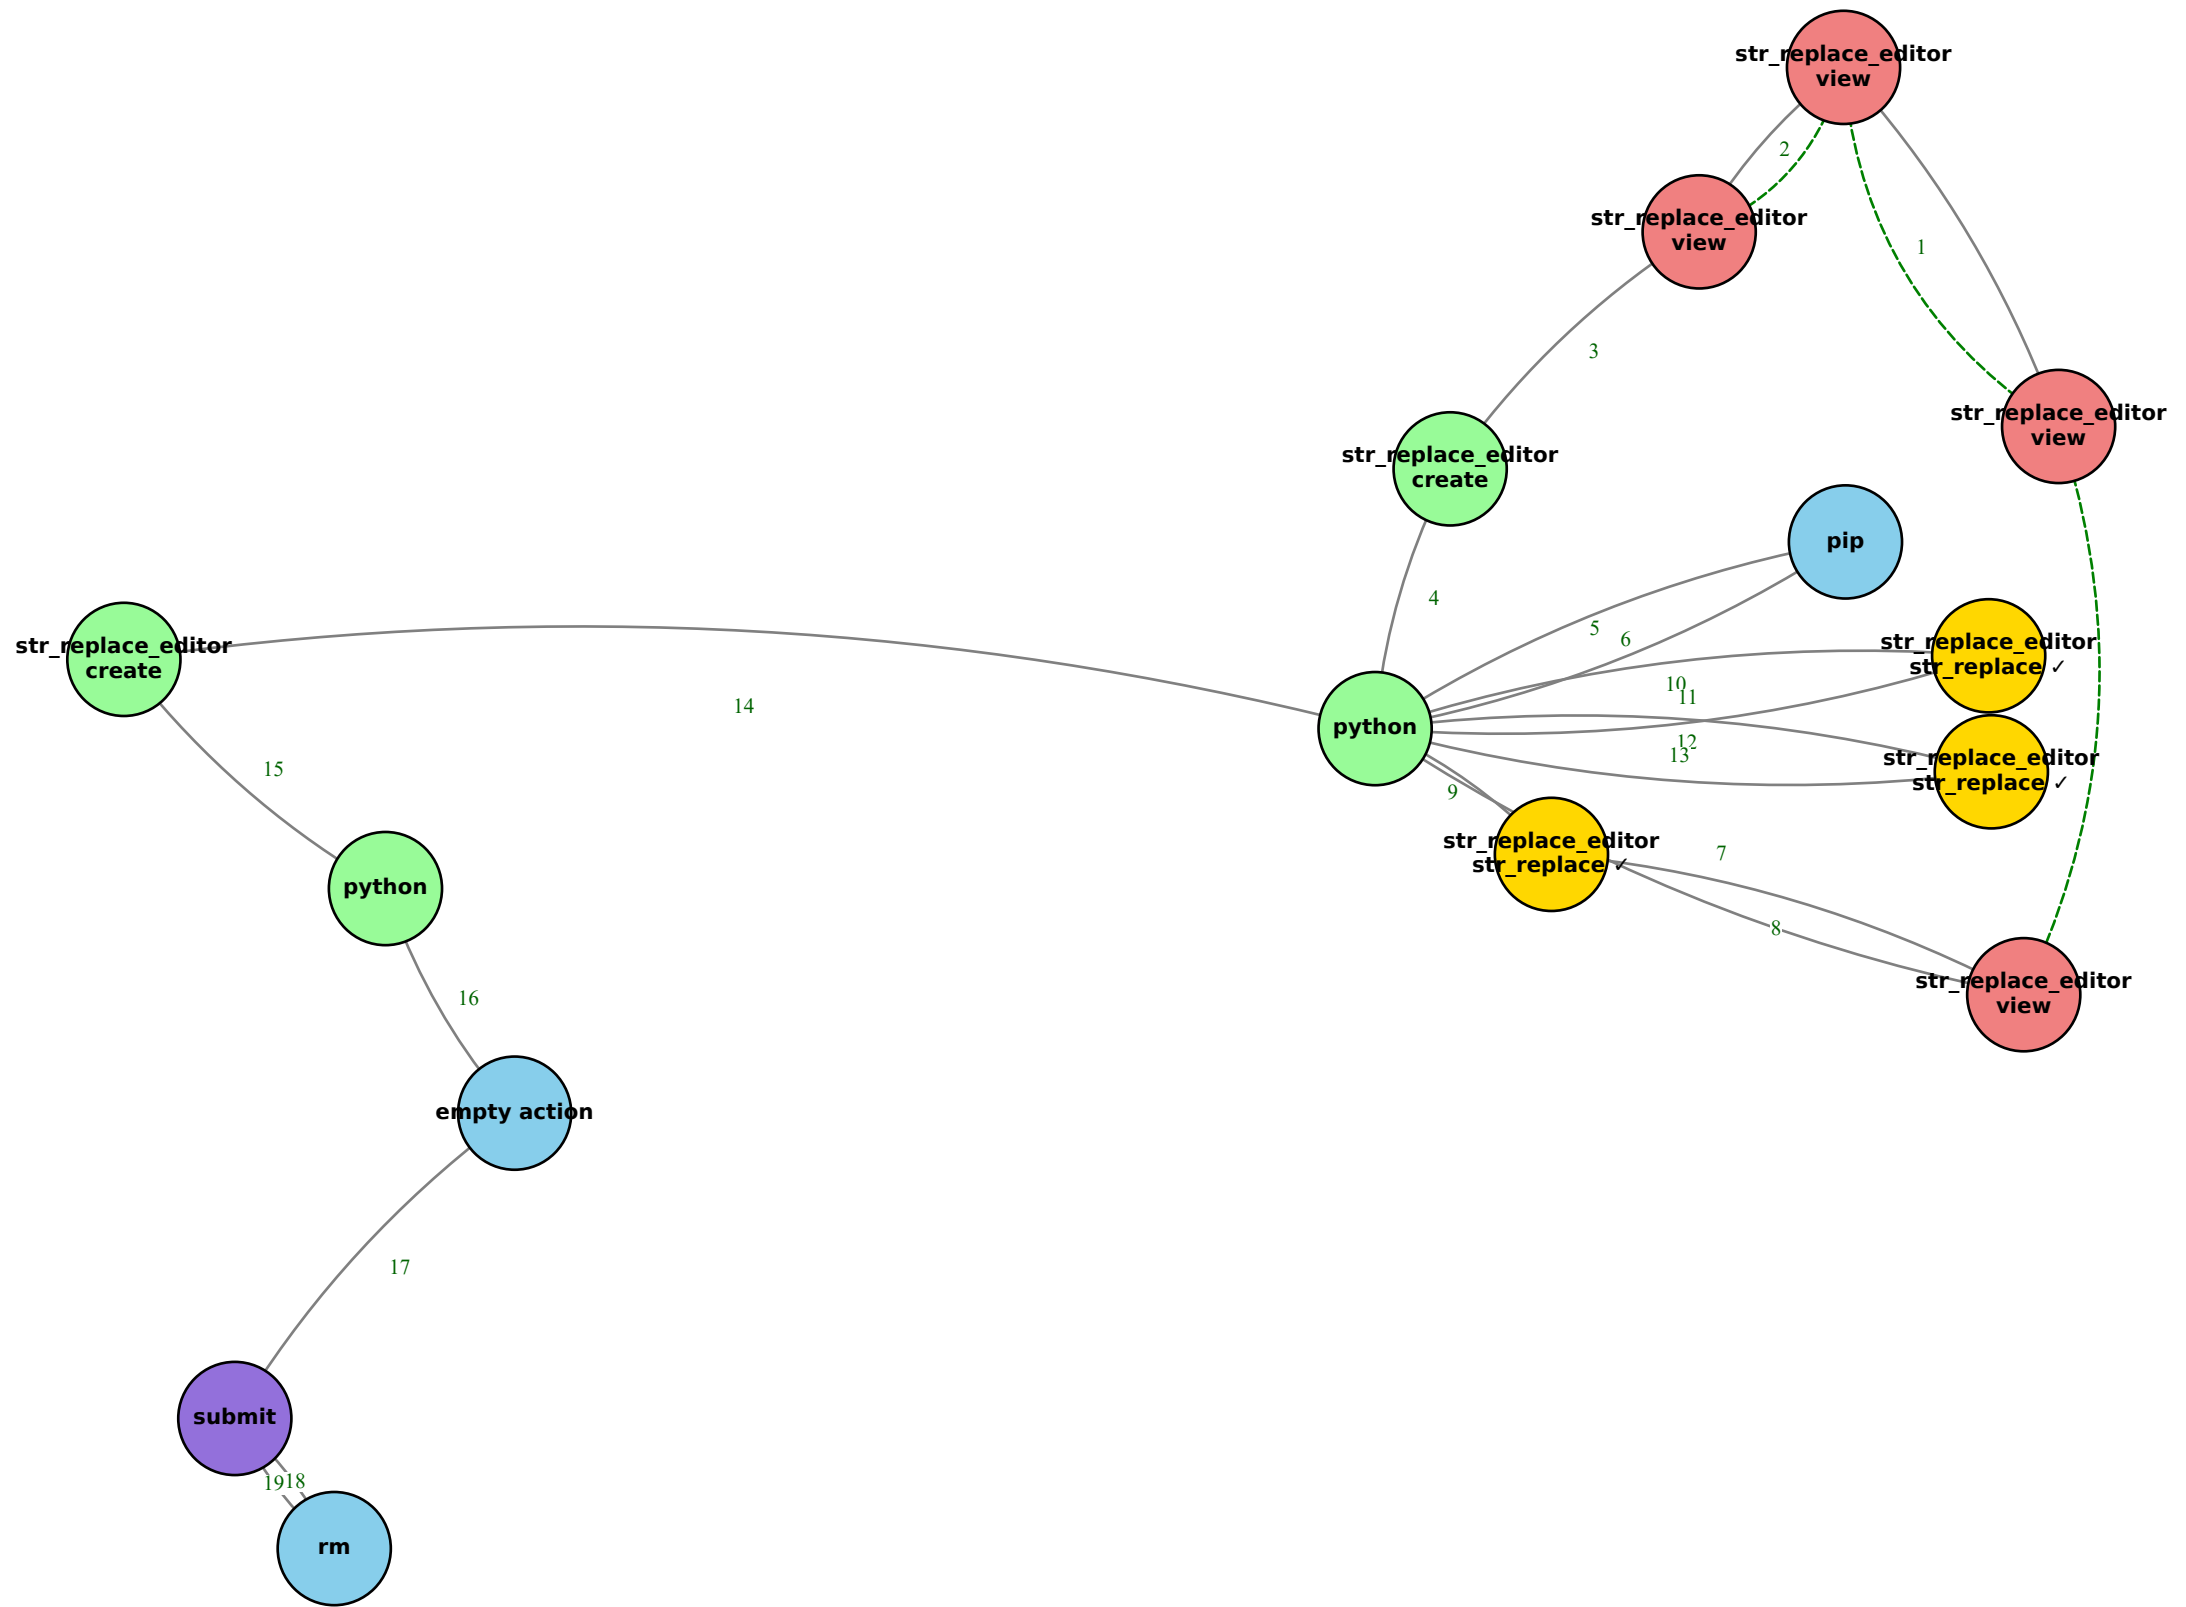 str_replace_editor
view
2
str_replace_editor
view
1
3
str_replace_editor
view
str_replace_editor
create
pip
4
5
6
str_replace_editor
str_replace ✓
str_replace_editor
create
10
11
14
python
12
13
str_replace_editor
str_replace ✓
15
9
str_replace_editor
str_replace ✓
7
python
8
str_replace_editor
view
16
empty action
17
submit
19
18
rm